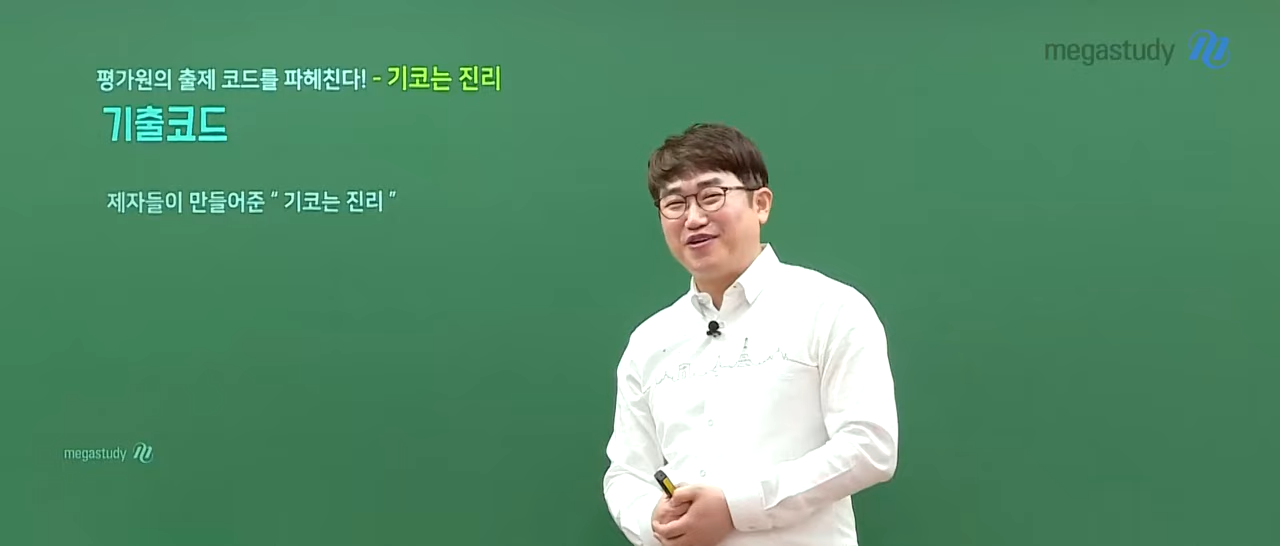 megastudy
평가원의 출제 코드를 파헤친다! - 기코는 진리
기출코드
제자들이 만들어준 “ 기코는 진리 ”
megastudy